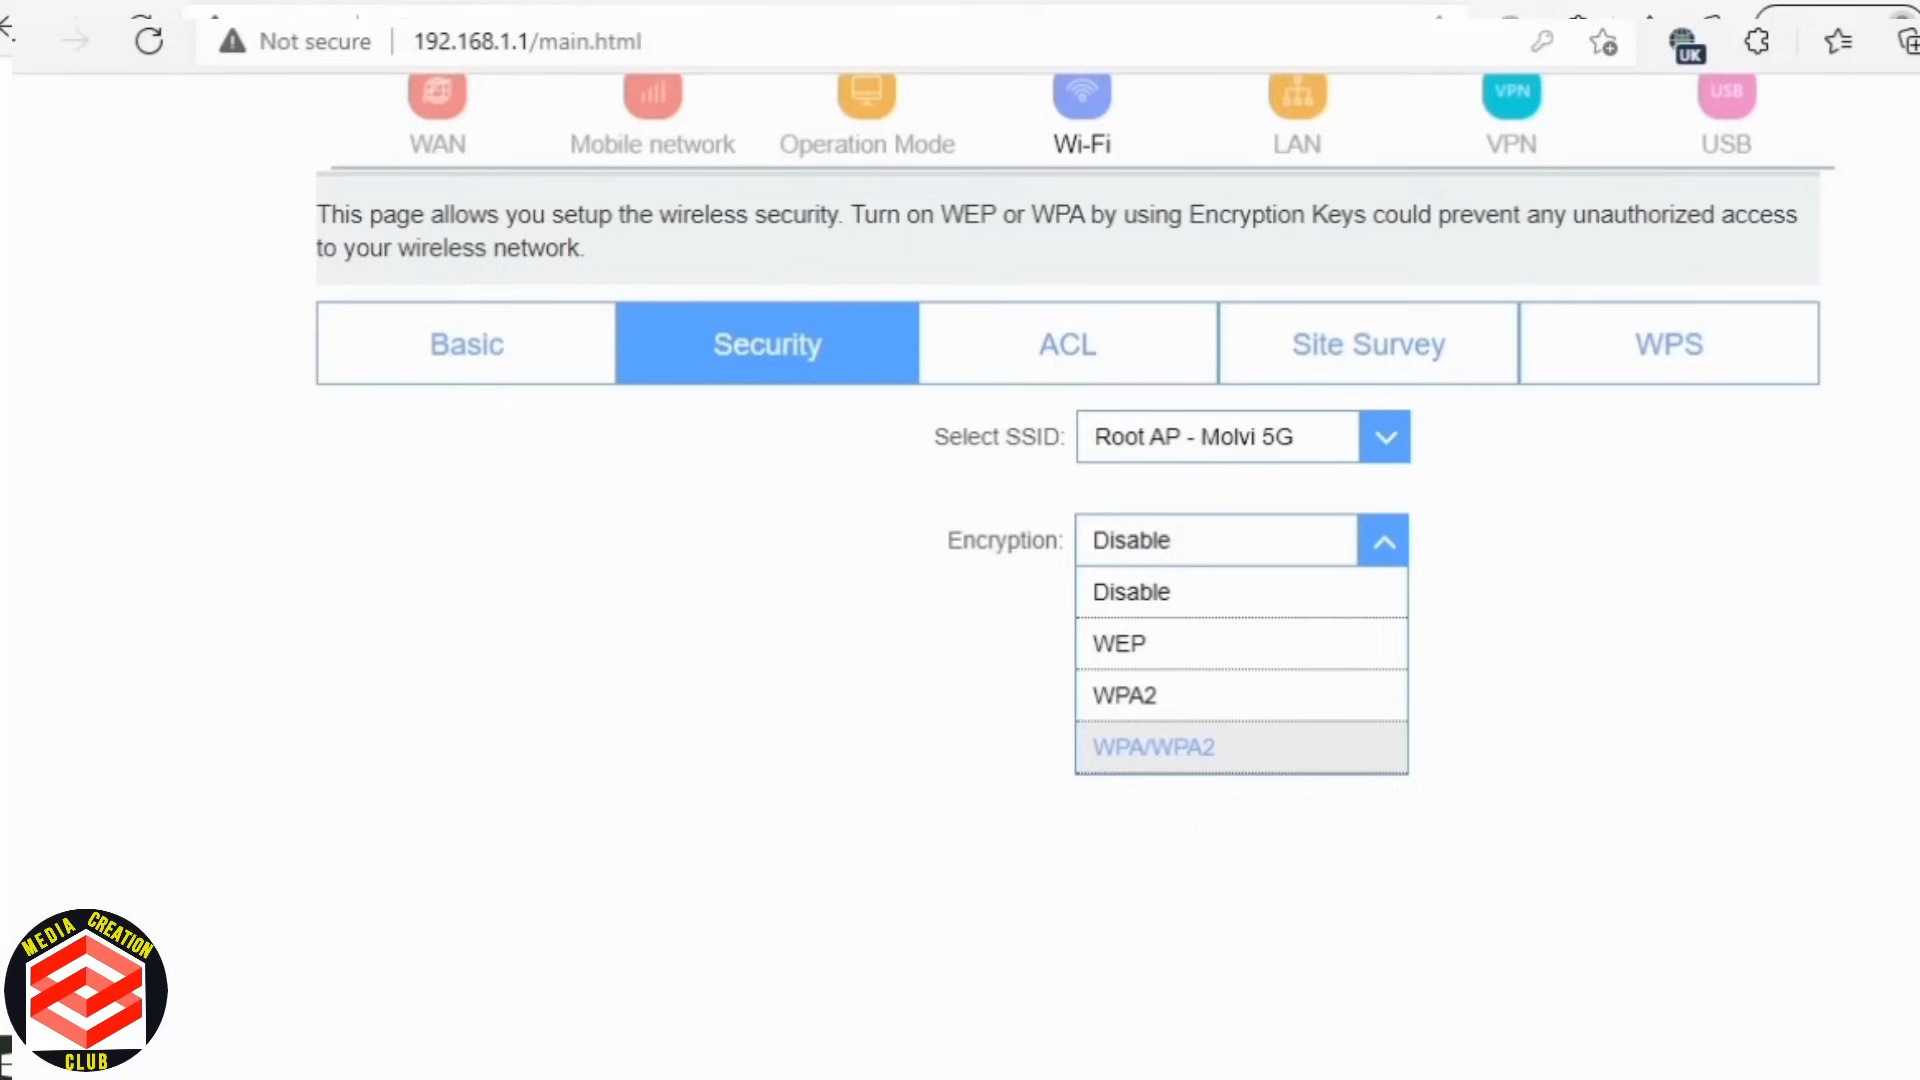 Not secure
192.168.1.1/main.html
UK
VPN
USB
WAN
Mobile network
Operation Mode
Wi-Fi
LAN
VPN
USB
This page allows you setup the wireless security. Turn on WEP or WPA by using Encryption Keys could prevent any unauthorized access
to your wireless network.
Basic
Security
ACL
Site Survey
WPS
Select SSID:
Root AP - Molvi 5G
Encryption:
Disable
Disable
WEP
WPA2
WPA/WPA2
MEDIA CREATION
CLUB